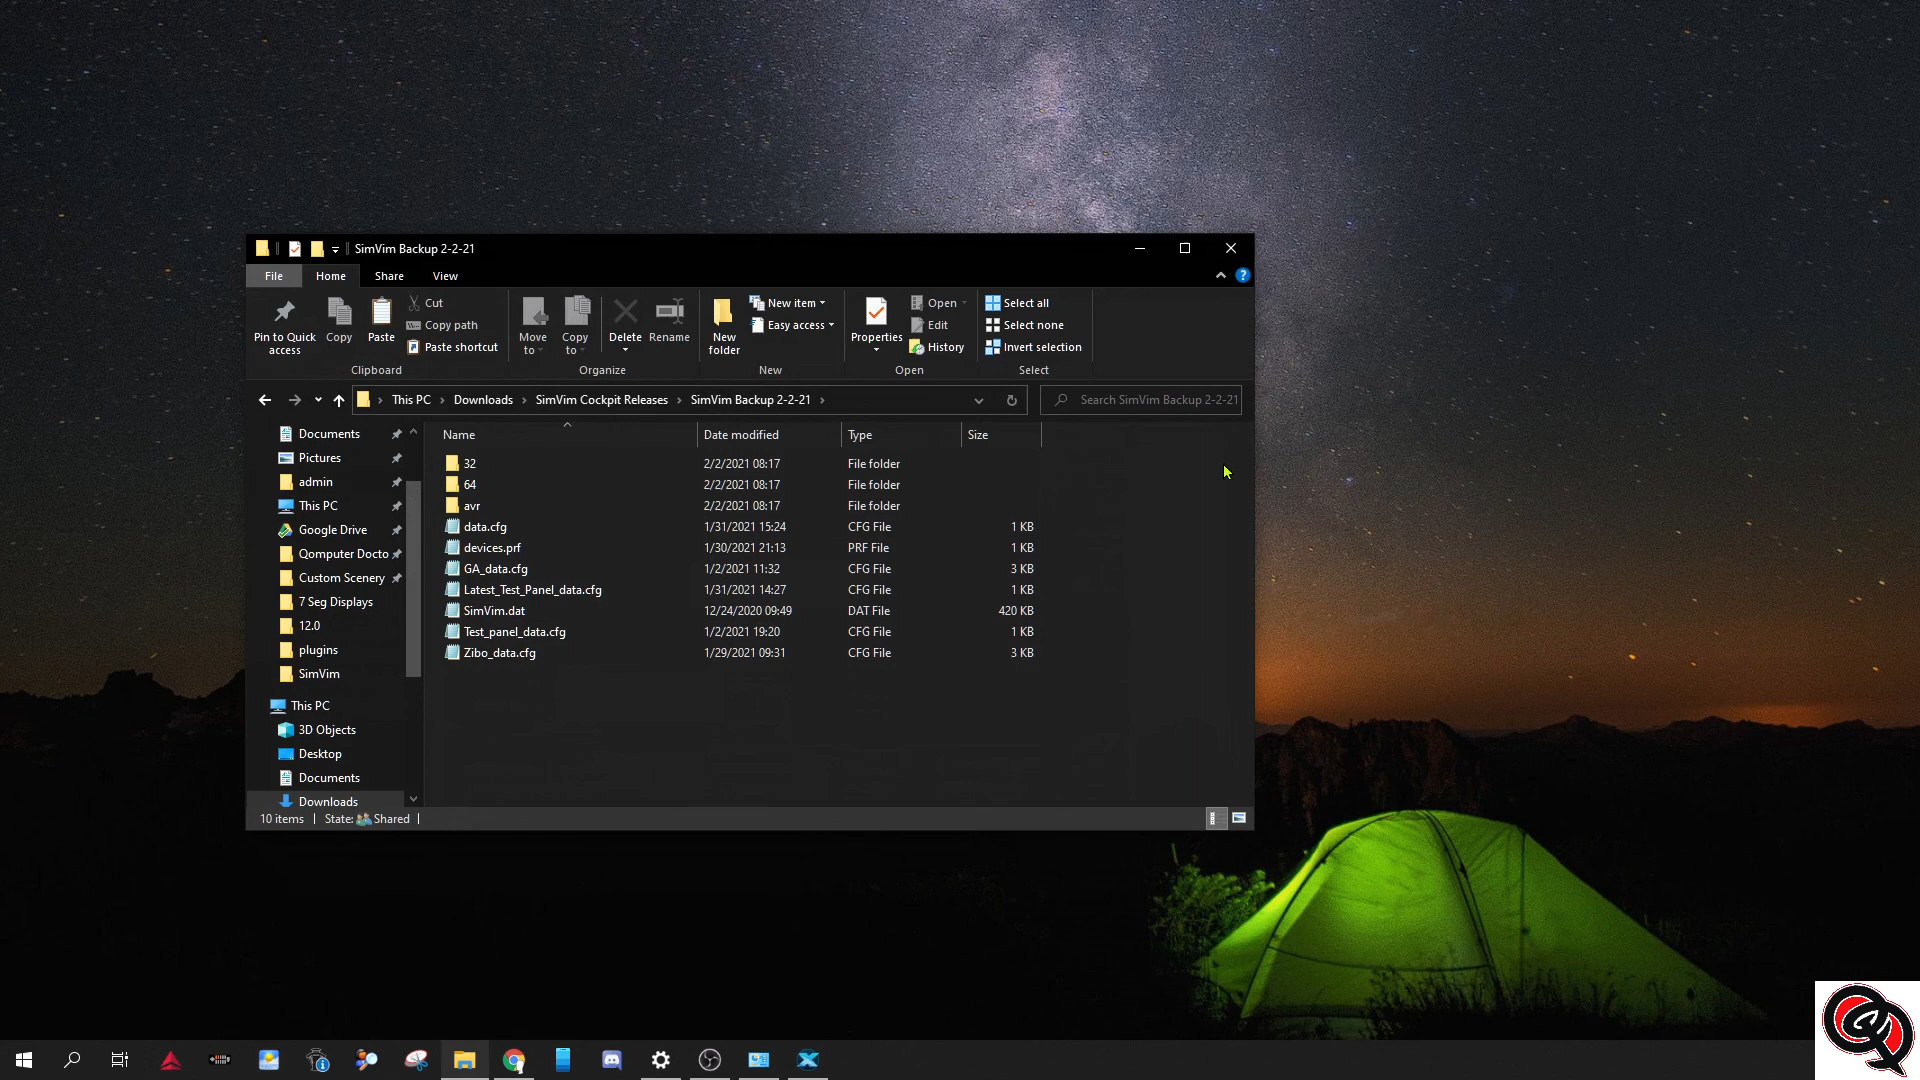 SimVim Backup 2-2-21
File Home Share View
Pin to Quick access
Copy
Paste
Cut
Copy path
Paste shortcut
Clipboard
Move to
Copy to
Delete
Rename
Organize
New folder
New item
Easy access
New
Properties
Open
Edit
History
Open
Select all
Select none
Invert selection
Select
This PC Downloads SimVim Cockpit Releases SimVim Backup 2-2-21
Search SimVim Backup 2-2-21
Documents
Pictures
admin
This PC
Google Drive
Qomputer Docto
Custom Scenery
7 Seg Displays
12.0
plugins
SimVim
This PC
3D Objects
Desktop
Documents
Downloads
Name Date modified Type Size
32 2/2/2021 08:17 File folder
64 2/2/2021 08:17 File folder
avr 2/2/2021 08:17 File folder
data.cfg 1/31/2021 15:24 CFG File 1 KB
devices.prf 1/30/2021 21:13 PRF File 1 KB
GA_data.cfg 1/2/2021 11:32 CFG File 3 KB
Latest_Test_Panel_data.cfg 1/31/2021 14:27 CFG File 1 KB
SimVim.dat 12/24/2020 09:49 DAT File 420 KB
Test_panel_data.cfg 1/2/2021 19:20 CFG File 1 KB
Zibo_data.cfg 1/29/2021 09:31 CFG File 3 KB
10 items State: Shared